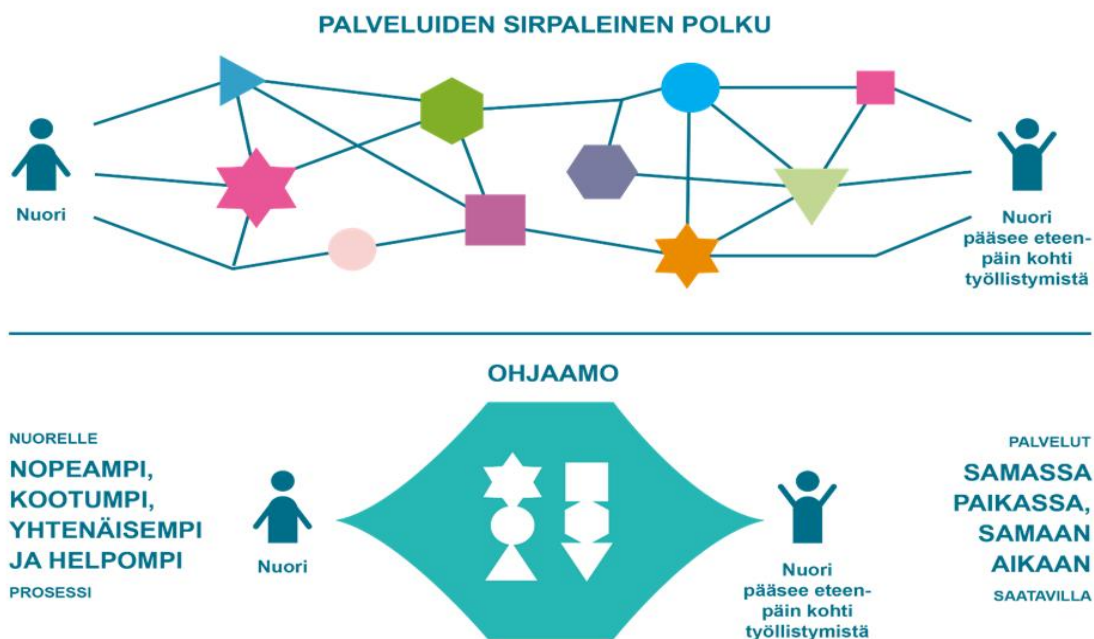 PALVELUIDEN SIRPALEINEN POLKU
Nuori
Nuori
pääsee eteen-
päin kohti
työllistymistä
OHJAAMO
NUORELLE
NOPEAMPI,
KOOTUMPI,
YHTENÄISEMPI
JA HELPOMPI
PROSESSI
Nuori
Nuori
pääsee eteen-
päin kohti
työllistymistä
PALVELUT
SAMASSA
PAIKASSA,
SAMAAN
AIKAAN
SAATAVILLA